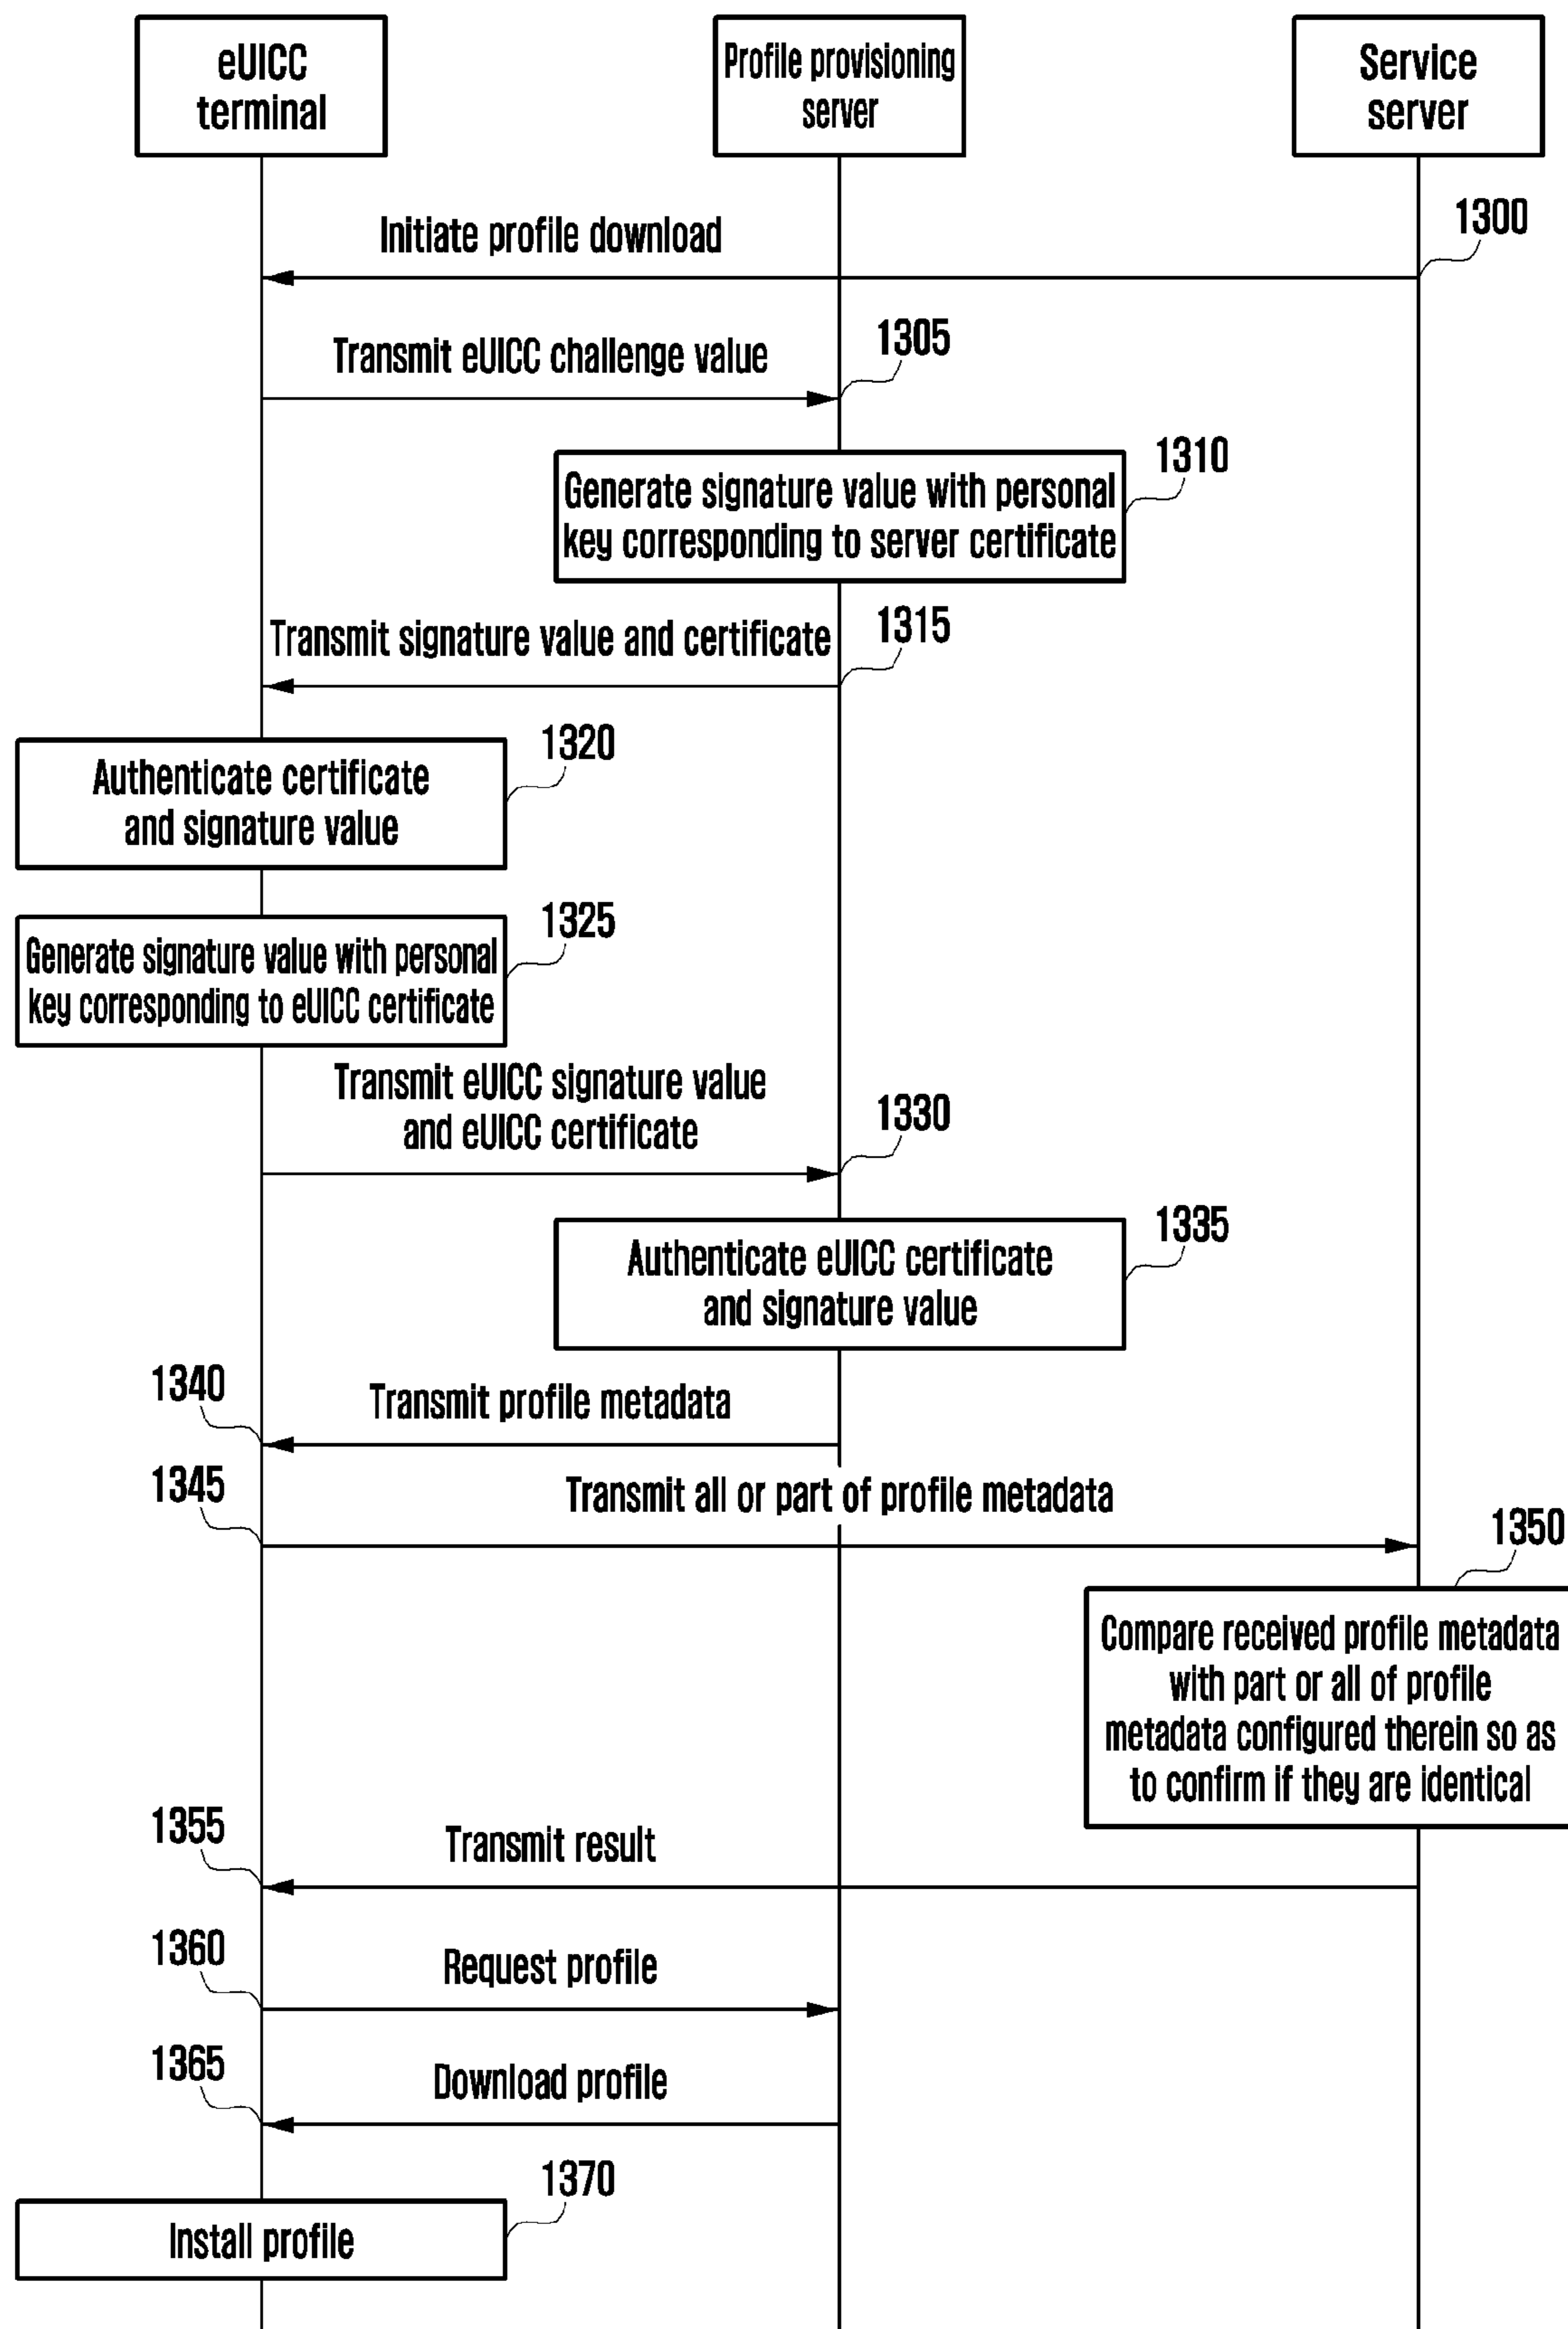 eUICC
terminal
Profile provisioning
server
Service
server
Initiate profile download
1300
Transmit eUICC challenge value
1305
1310
Generate signature value with personal
key corresponding to server certificate
Transmit signature value and certificate
1315
1320
Authenticate certificate
and signature value
1325
Generate signature value with personal
key corresponding to eUICC certificate
Transmit eUICC signature value
and eUICC certificate
1330
1335
Authenticate eUICC certificate
and signature value
1340
Transmit profile metadata
1345
Transmit all or part of profile metadata
1350
Compare received profile metadata
with part or all of profile
metadata configured therein so as
to confirm if they are identical
1355
Transmit result
1360
Request profile
1365
Download profile
1370
Install profile